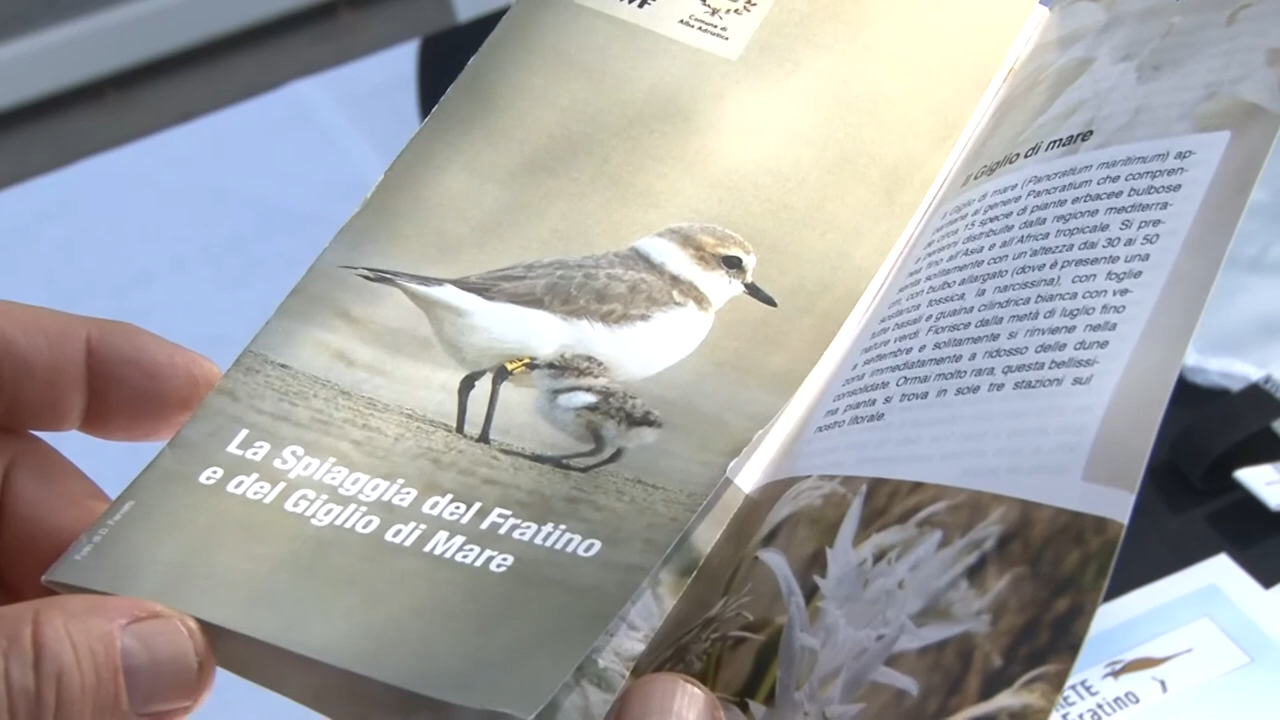 WF
Comune di
Alba Adriatica
La Spiaggia del Fratino
e del Giglio di Mare
Il Giglio di mare
Il Giglio di mare (Pancratium maritimum) ap-
partiene al genere Pancratium che compren-
de circa 15 specie di piante erbacee bulbose
e perenni distribuite dalla regione mediterra-
nea fino all'Asia e all'Africa tropicale. Si pre-
senta solitamente con un'altezza dai 30 ai 50
cm, con bulbo allargato (dove è presente una
sostanza tossica, la narcissina), con foglie
tutte basali e guaina cilindrica bianca con ve-
nature verdi. Fiorisce dalla metà di luglio fino
a settembre e solitamente si rinviene nella
zona immediatamente a ridosso delle dune
consolidate. Ormai molto rara, questa bellissi-
ma pianta si trova in sole tre stazioni sul
nostro litorale.
RETE
Fratino